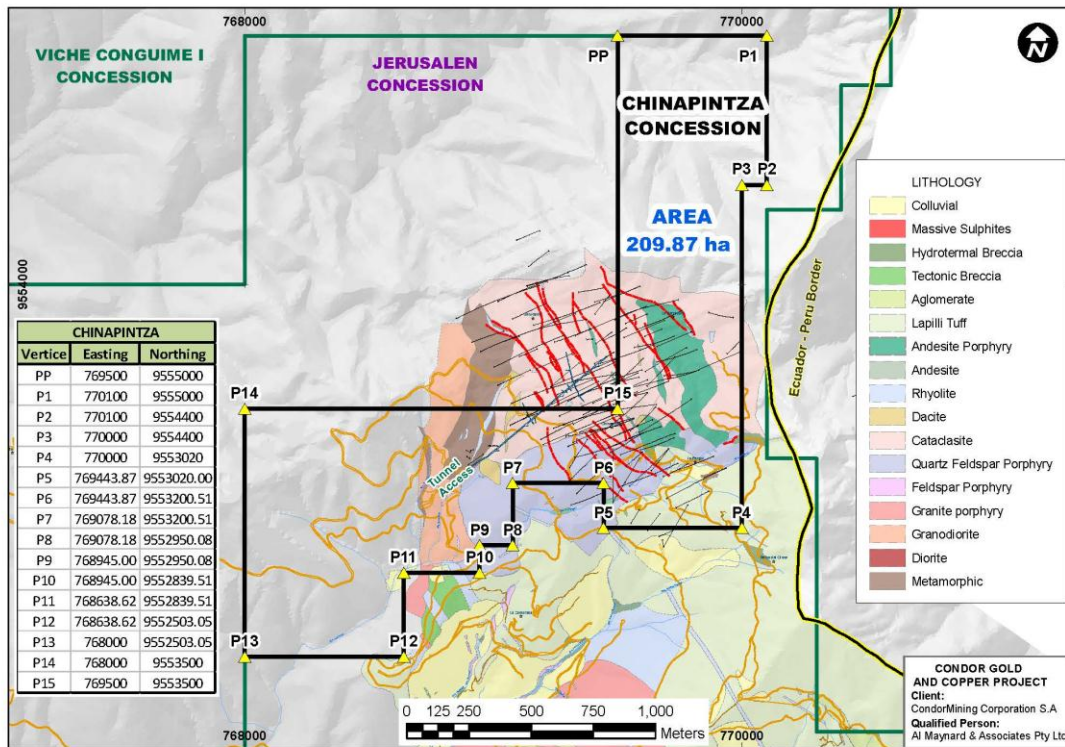 768000
770000
VICHE CONGUIME I
CONCESSION
JERUSALEN
CONCESSION
PP
P1
N
CHINAPINTZA
CONCESSION
P3
P2
AREA
209.87 ha
9554000
Ecuador - Peru Border
LITHOLOGY
Colluvial
Massive Sulphites
Hydrotermal Breccia
Tectonic Breccia
Aglomerate
Lapilli Tuff
Andesite Porphyry
Andesite
Rhyolite
Dacite
Cataclasite
Quartz Feldspar Porphyry
Feldspar Porphyry
Granite porphyry
Granodiorite
Diorite
Metamorphic
CHINAPINTZA
Vertice Easting Northing
PP 769500 9555000
P1 770100 9555000
P2 770100 9554400
P3 770000 9554400
P4 770000 9553020
P5 769443.87 9553020.00
P6 769443.87 9553200.51
P7 769078.18 9553200.51
P8 769078.18 9552950.08
P9 768945.00 9552950.08
P10 768945.00 9552839.51
P11 768638.62 9552839.51
P12 768638.62 9552503.05
P13 768000 9552503.05
P14 768000 9553500
P15 769500 9553500
P14
P15
Tunnel
Access
P7
P6
P5
P4
P9
P8
P11
P10
P13
P12
0 125 250 500 750 1,000
Meters
768000
770000
CONDOR GOLD
AND COPPER PROJECT
Client:
CondorMining Corporation S.A
Qualified Person:
Al Maynard & Associates Pty Ltd